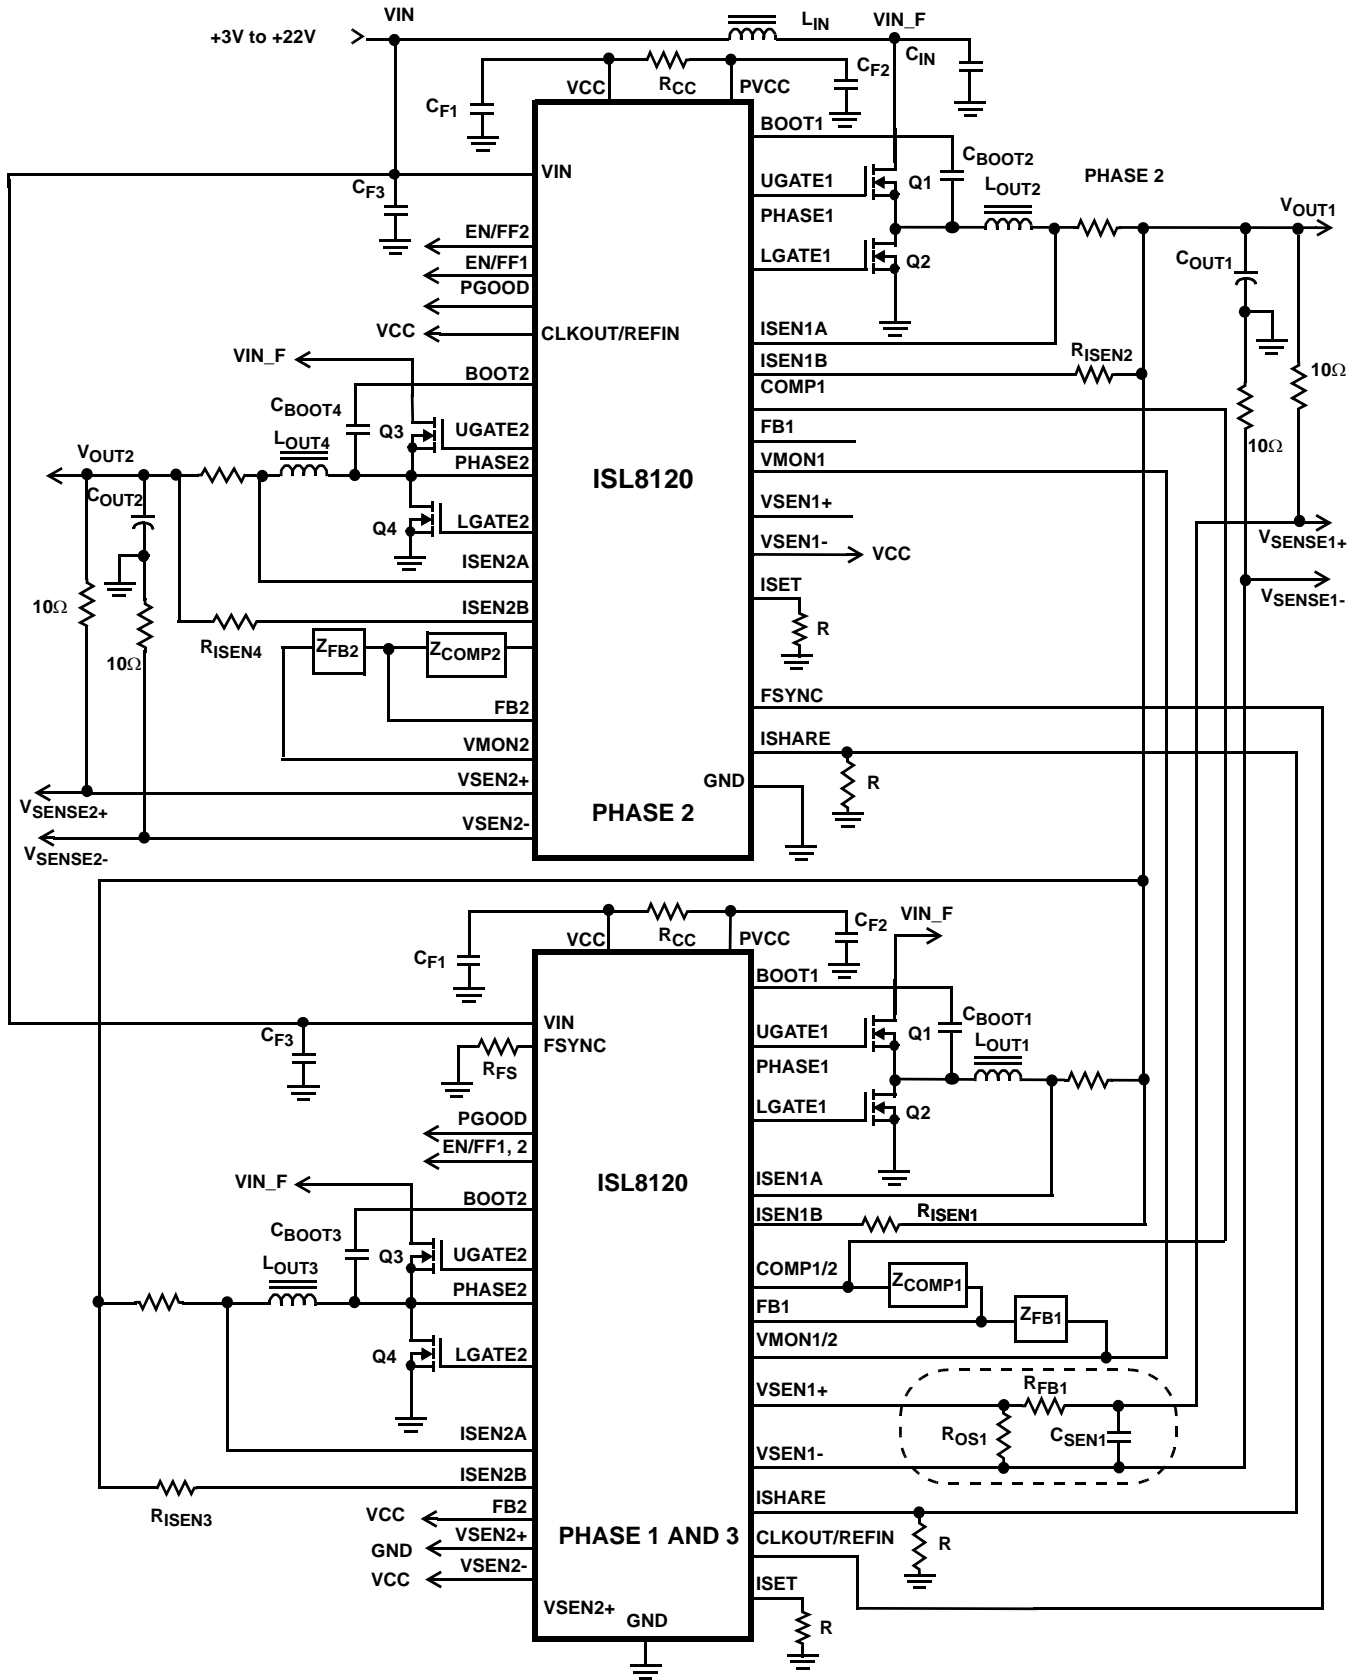 VIN
+3V to +22V
LIN
VIN_F
CIN
CF2
VCC
RCC
PVCC
CF1
BOOT1
CBOOT2
VIN
CF3
UGATE1
Q1
LOUT2
PHASE 2
VOUT1
PHASE1
EN/FF2
EN/FF1
LGATE1
Q2
COUT1
PGOOD
VCC
CLKOUT/REFIN
ISEN1A
VIN_F
ISEN1B
RISEN2
10Ω
BOOT2
COMP1
CBOOT4
Q3
UGATE2
FB1
10Ω
LOUT4
VOUT2
PHASE2
VMON1
ISL8120
COUT2
VSEN1+
Q4
LGATE2
VSENSE1+
VSEN1-
VCC
ISEN2A
ISET
VSENSE1-
10Ω
ISEN2B
R
RISEN4
ZFB2
ZCOMP2
10Ω
FB2
FSYNC
VMON2
ISHARE
VSEN2+
GND
R
VSENSE2+
VSEN2-
PHASE 2
VSENSE2-
VIN_F
CF2
VCC
RCC
PVCC
CF1
BOOT1
CBOOT1
VIN
CF3
FSYNC
UGATE1
Q1
LOUT1
RFS
PHASE1
LGATE1
Q2
PGOOD
EN/FF1, 2
VIN_F
ISL8120
ISEN1A
BOOT2
ISEN1B
RISEN1
CBOOT3
Q3
UGATE2
LOUT3
COMP1/2
ZCOMP1
PHASE2
FB1
ZFB1
VMON1/2
Q4
LGATE2
RFB1
VSEN1+
ROS1
CSEN1
ISEN2A
VSEN1-
ISEN2B
ISHARE
RISEN3
FB2
VCC
VSEN2+
PHASE 1 AND 3
CLKOUT/REFIN
R
GND
VSEN2-
VCC
ISET
VSEN2+
GND
R